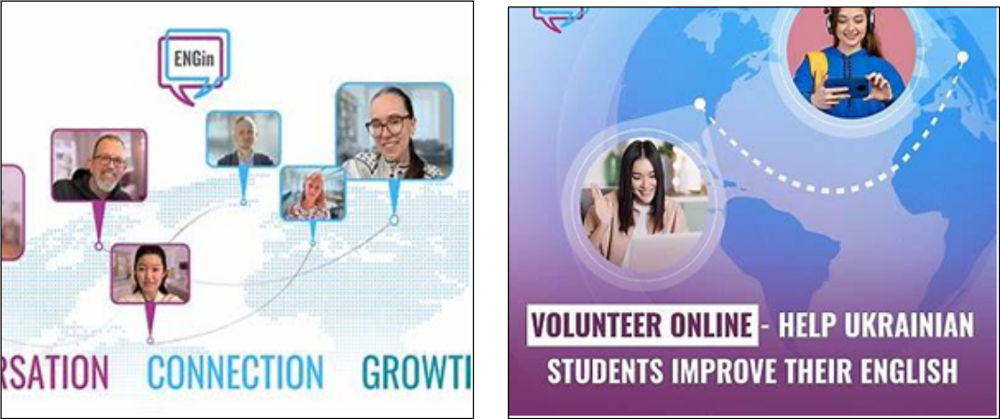 ENGin
RSATION CONNECTION GROWT
VOLUNTEER ONLINE - HELP UKRAINIAN
STUDENTS IMPROVE THEIR ENGLISH